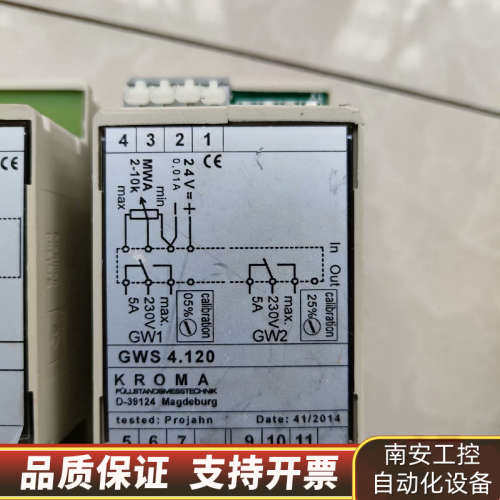 4 3 2 1
CE
CE
max
MWA
2-10k
min
0,01A
24V=
In
Out
5A
230V
max.
GW1
calibration
05%
5A
230V
max.
GW2
calibration
25%
GWS 4.120
KROMA
FÜLLSTANDSMESSTECHNIK
D-39124 Magdeburg
tested: Projahn Date: 41/2014
5 6 7 9 10 11
品质保证 支持开票
南安工控
自动化设备